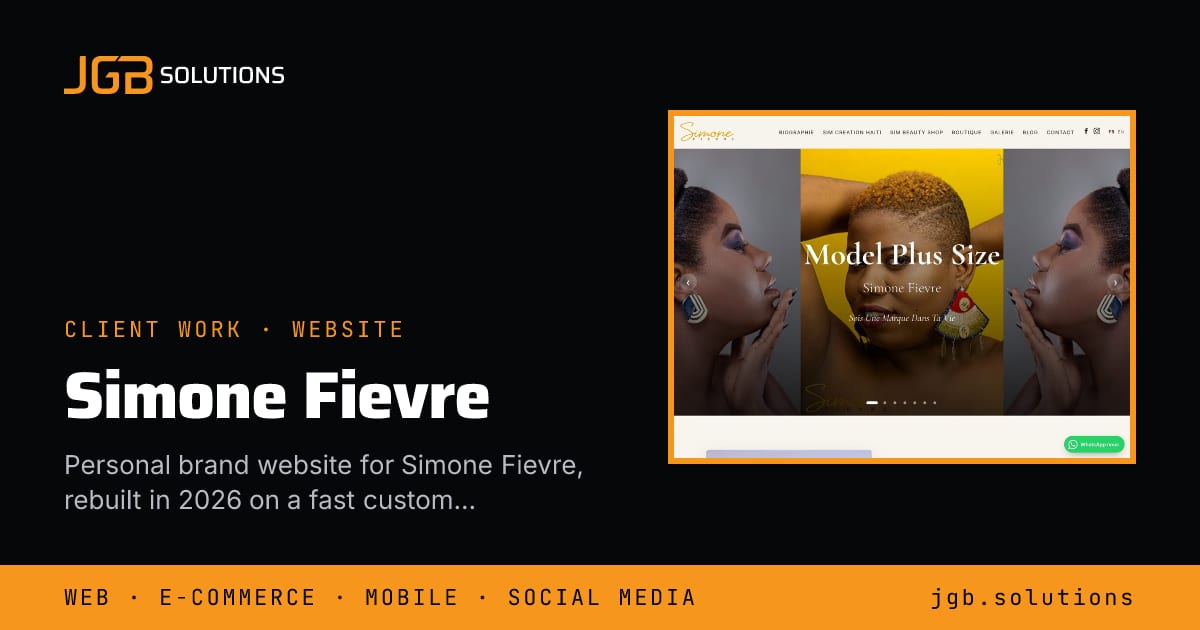 JGB SOLUTIONS
Simone
FIEVRE
BIOGRAPHIE SIM CREATION HAITI SIM BEAUTY SHOP BOUTIQUE GALERIE BLOG CONTACT FR EN
Model Plus Size
Simone Fievre
Sois Une Marque Dans Ta Vie
WhatsApp nous
CLIENT WORK · WEBSITE
Simone Fievre
Personal brand website for Simone Fievre,
rebuilt in 2026 on a fast custom...
WEB · E-COMMERCE · MOBILE · SOCIAL MEDIA
jgb.solutions